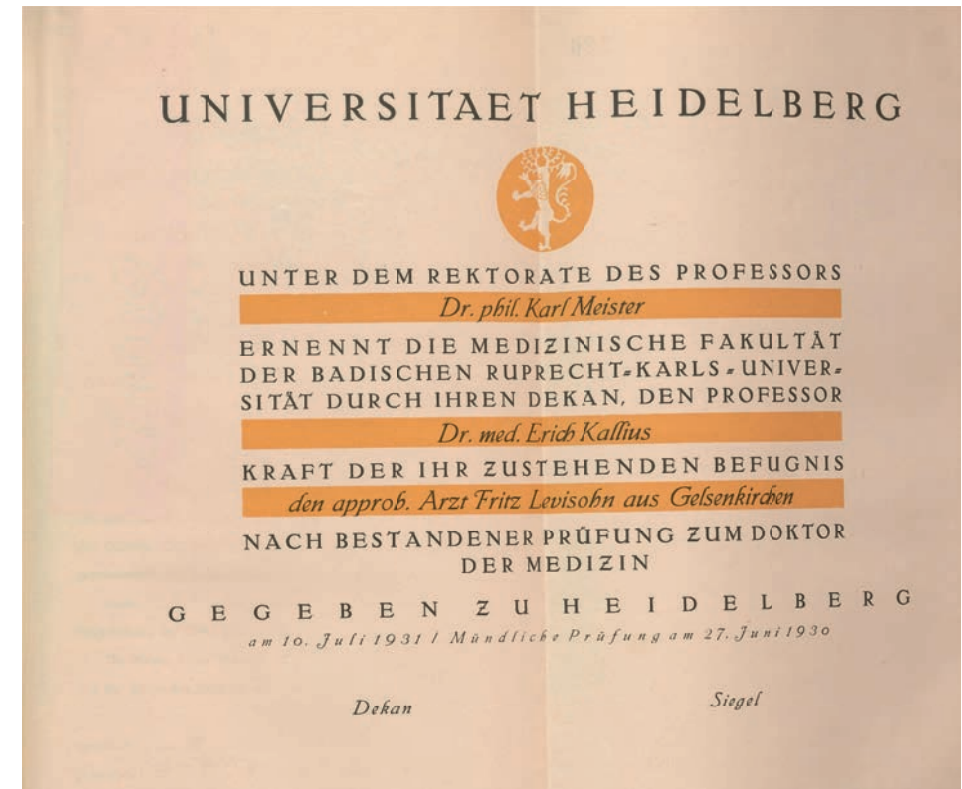 UNIVERSITAET HEIDELBERG
UNTER DEM REKTORATE DES PROFESSORS
Dr. phil. Karl Meister
ERNENNT DIE MEDIZINISCHE FAKULTÄT
DER BADISCHEN RUPRECHT-KARLS-UNIVER-
SITÄT DURCH IHREN DEKAN, DEN PROFESSOR
Dr. med. Erich Kallius
KRAFT DER IHR ZUSTEHENDEN BEFUGNIS
den approb. Arzt Fritz Levisohn aus Gelsenkirchen
NACH BESTANDENER PRÜFUNG ZUM DOKTOR
DER MEDIZIN
GEGEBEN ZU HEIDELBERG
am 10. Juli 1931 / Mündliche Prüfung am 27. Juni 1930
Dekan Siegel